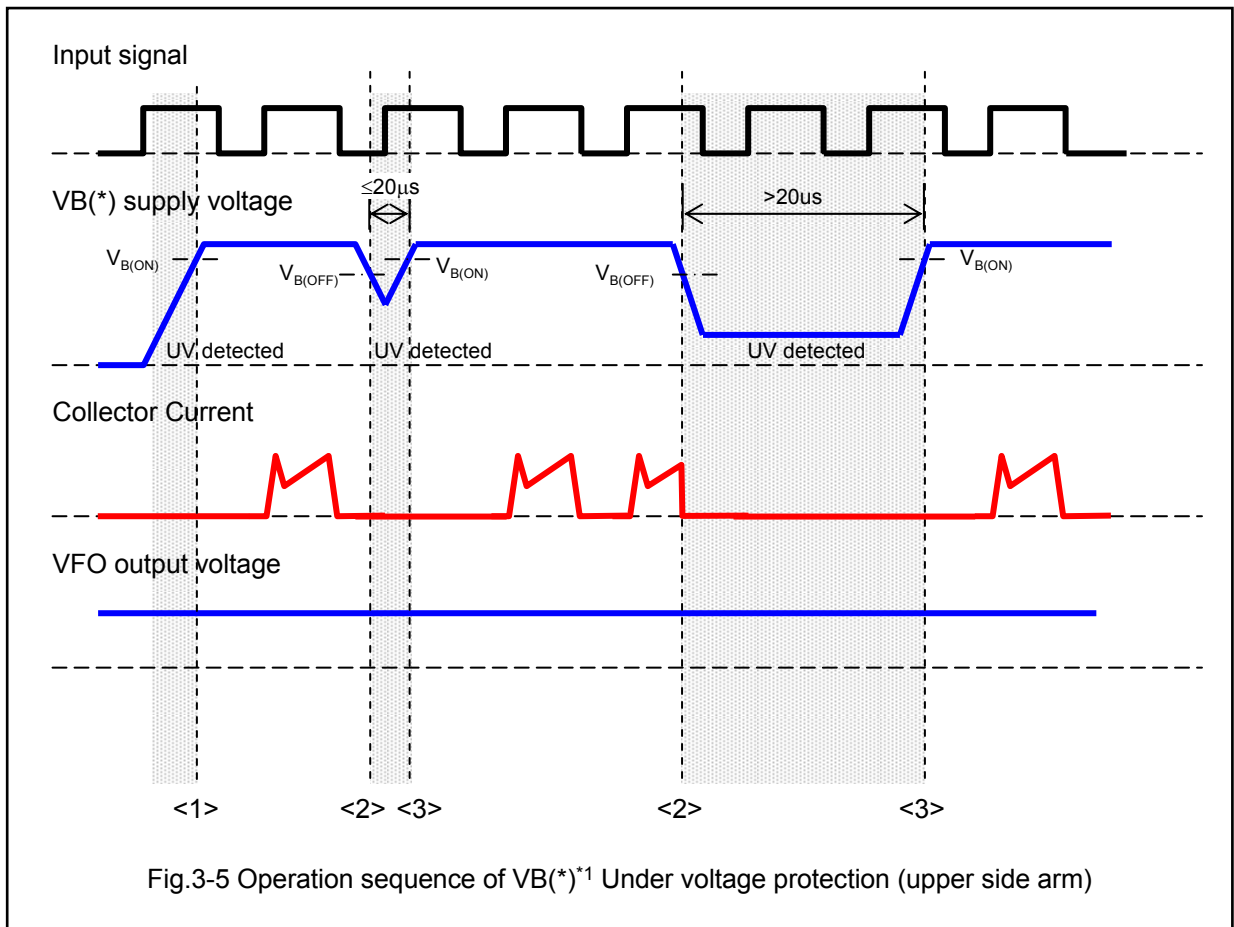 Input signal
≤20μs
>20us
VB(*) supply voltage
VB(ON)
VB(OFF)
VB(ON)
VB(OFF)
VB(ON)
UV detected
UV detected
UV detected
Collector Current
VFO output voltage
<1>
<2>
<3>
<2>
<3>
Fig.3-5 Operation sequence of VB(*)*1 Under voltage protection (upper side arm)